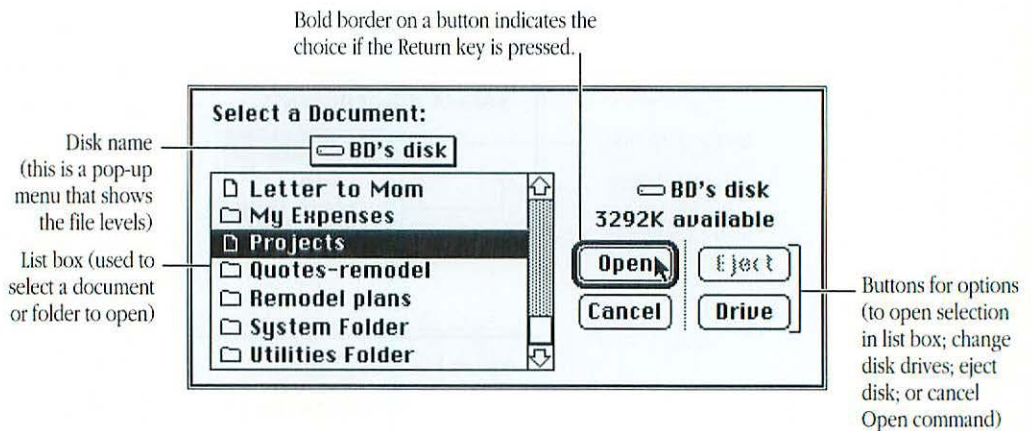 Bold border on a button indicates the
choice if the Return key is pressed.
Select a Document:
Disk name
(this is a pop-up
menu that shows
the file levels)
BD's disk
List box (used to
select a document
or folder to open)
Letter to Mom
My Expenses
Projects
Quotes-remodel
Remodel plans
System Folder
Utilities Folder
BD's disk
3292K available
Open
Eject
Cancel
Drive
Buttons for options
(to open selection
in list box; change
disk drives; eject
disk; or cancel
Open command)